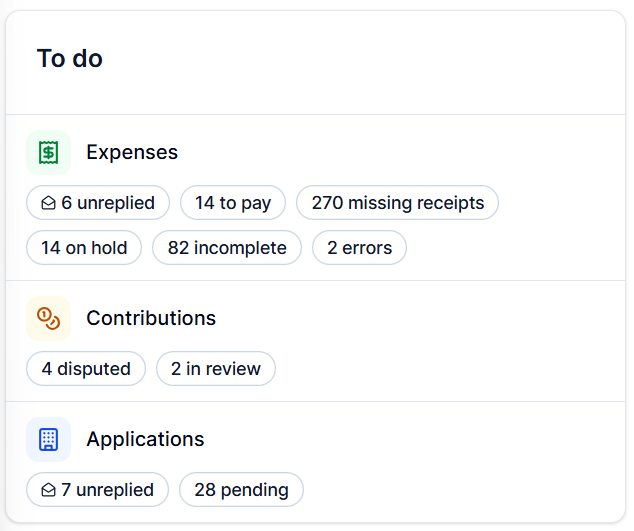 To do
Expenses
6 unreplied 14 to pay 270 missing receipts
14 on hold 82 incomplete 2 errors
Contributions
4 disputed 2 in review
Applications
7 unreplied 28 pending